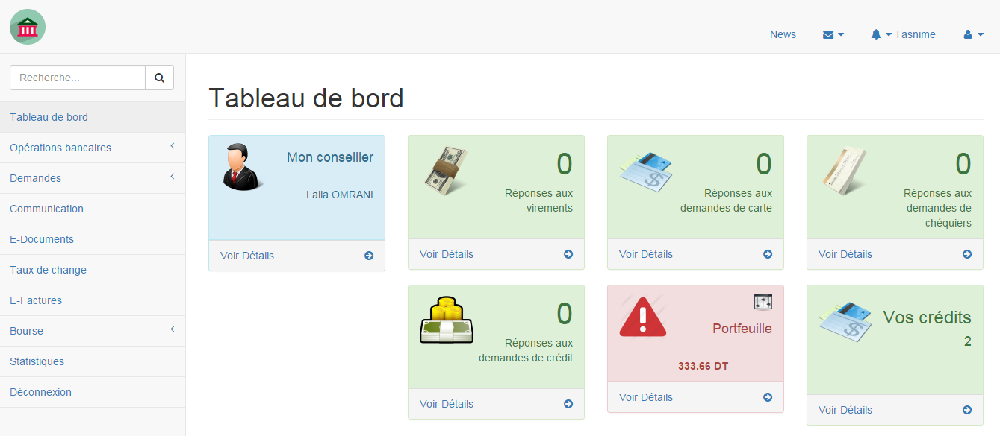 News
Tasnime
Recherche...
Tableau de bord
Opérations bancaires
Demandes
Communication
E-Documents
Taux de change
E-Factures
Bourse
Statistiques
Déconnexion
Tableau de bord
Mon conseiller
Laila OMRANI
Voir Détails
0
Réponses aux
virements
Voir Détails
0
Réponses aux
demandes de carte
Voir Détails
0
Réponses aux
demandes de
chéquiers
Voir Détails
0
Réponses aux
demandes de crédit
Voir Détails
Portfeuille
333.66 DT
Voir Détails
Vos crédits
2
Voir Détails